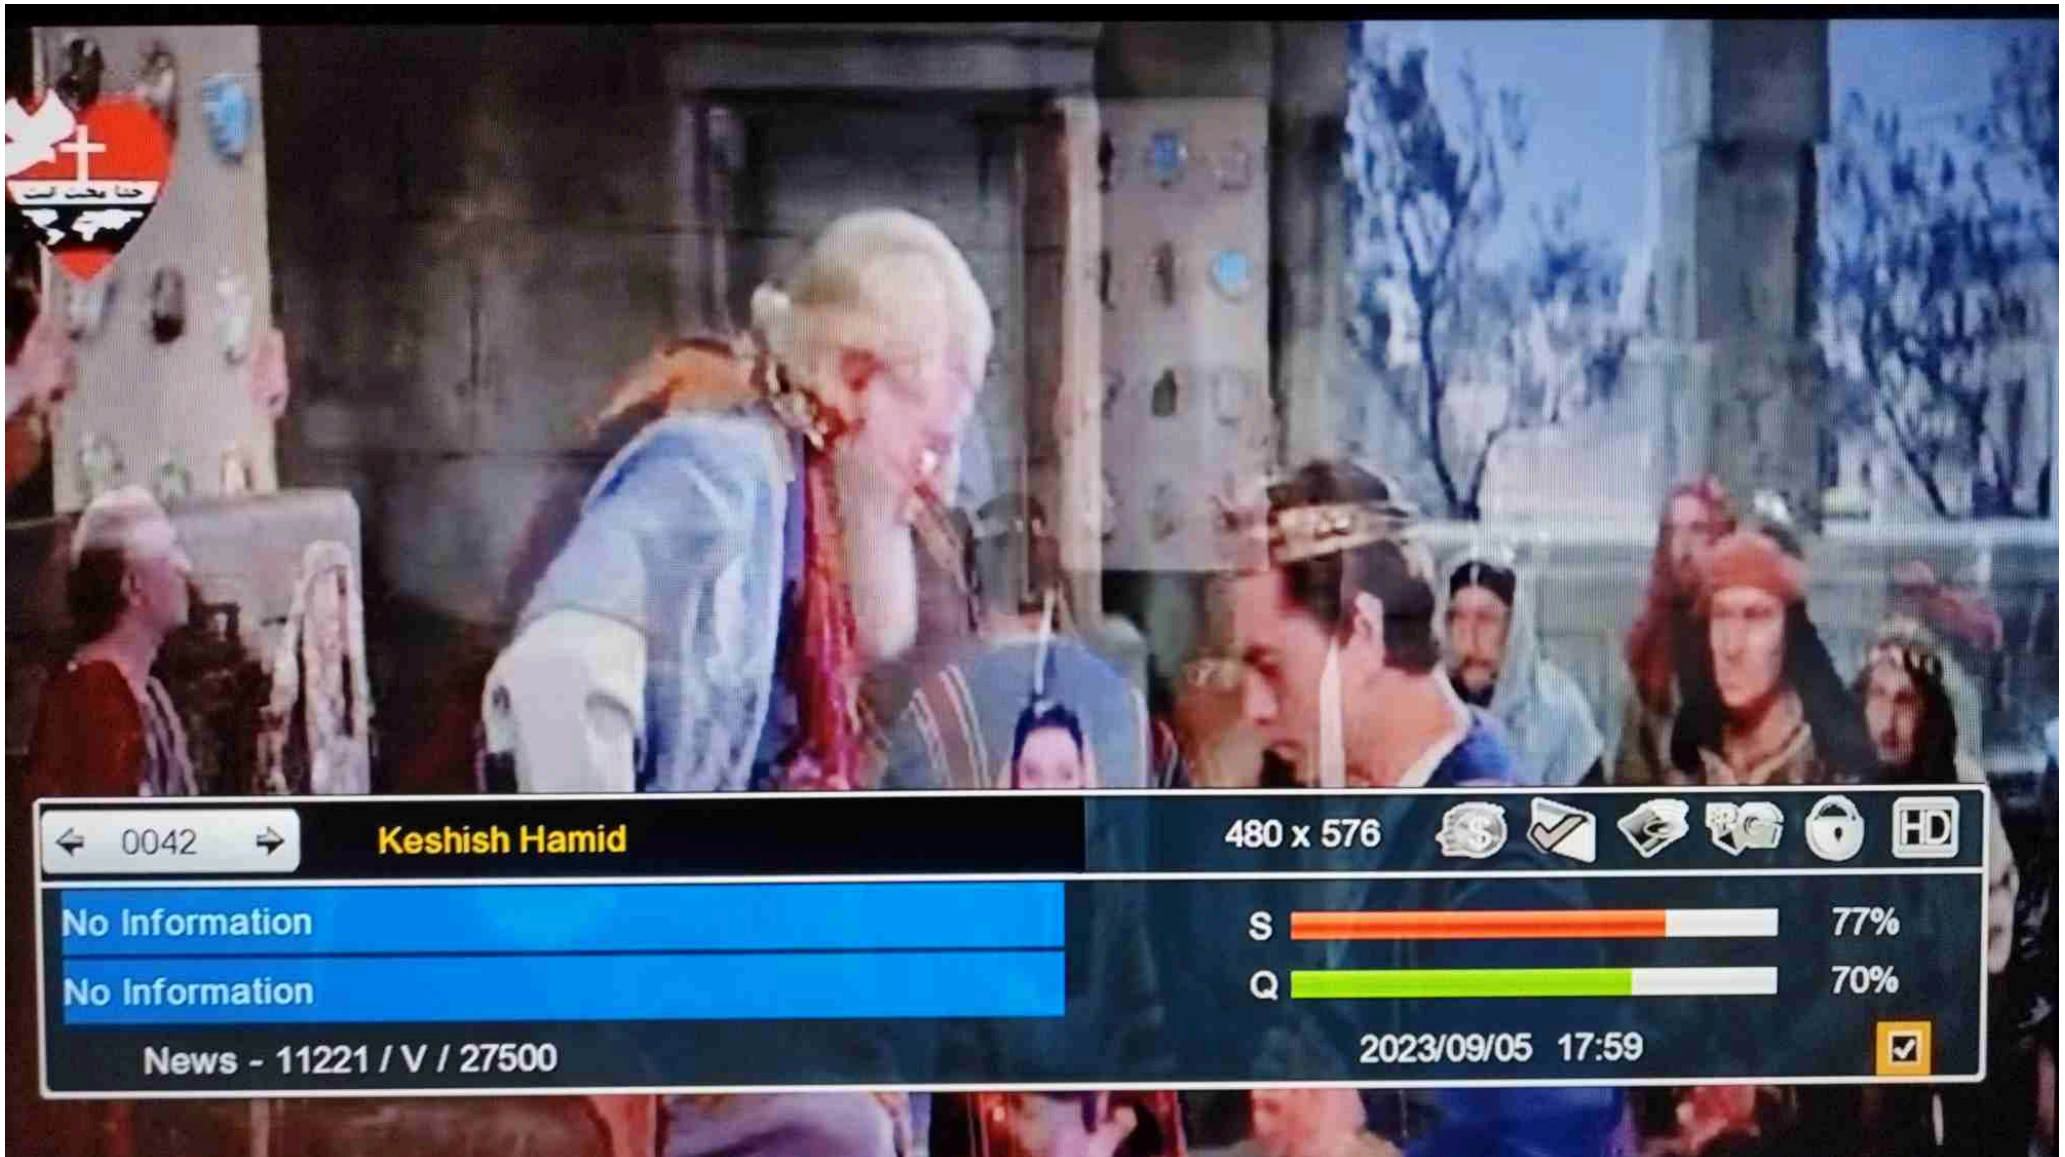 0042
Keshish Hamid
480 x 576
HD
No Information
S 77%
No Information
Q 70%
News - 11221 / V / 27500
2023/09/05 17:59